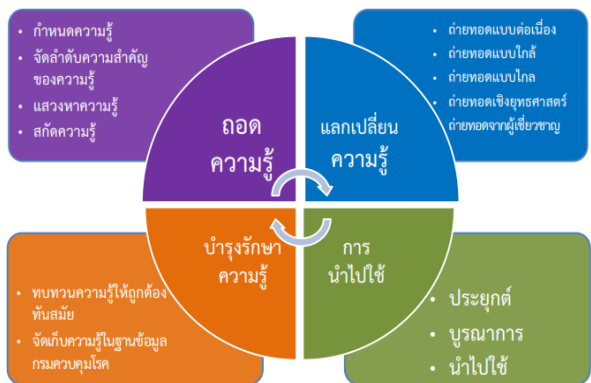 • กำหนดความรู้
• จัดลำดับความสำคัญ
ของความรู้
• แสวงหาความรู้
• สกัดความรู้
ถอด
ความรู้
• ถ่ายทอดแบบต่อเนื่อง
• ถ่ายทอดแบบใกล้
• ถ่ายทอดแบบไกล
• ถ่ายทอดเชิงยุทธศาสตร์
ถ่ายทอดจากผู้เชี่ยวชาญ
แลกเปลี่ยน
ความรู้
• ทบทวนความรู้ให้ถูกต้อง
ทันสมัย
• จัดเก็บความรู้ในฐานข้อมูล
กรมควบคุมโรค
บำรุงรักษา
ความรู้
การ
นำไปใช้
• ประยุกต์
• บูรณาการ
• นำไปใช้